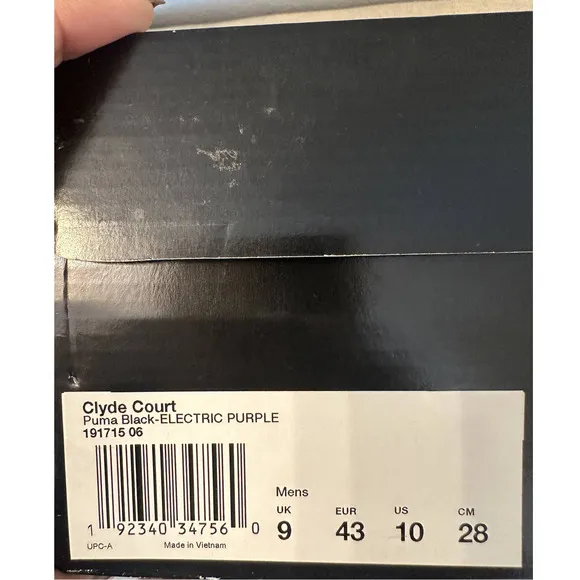 Clyde Court
Puma Black-ELECTRIC PURPLE
191715 06
Mens
UK EUR US CM
9 43 10 28
1 92340 34756 0
UPC-A Made in Vietnam